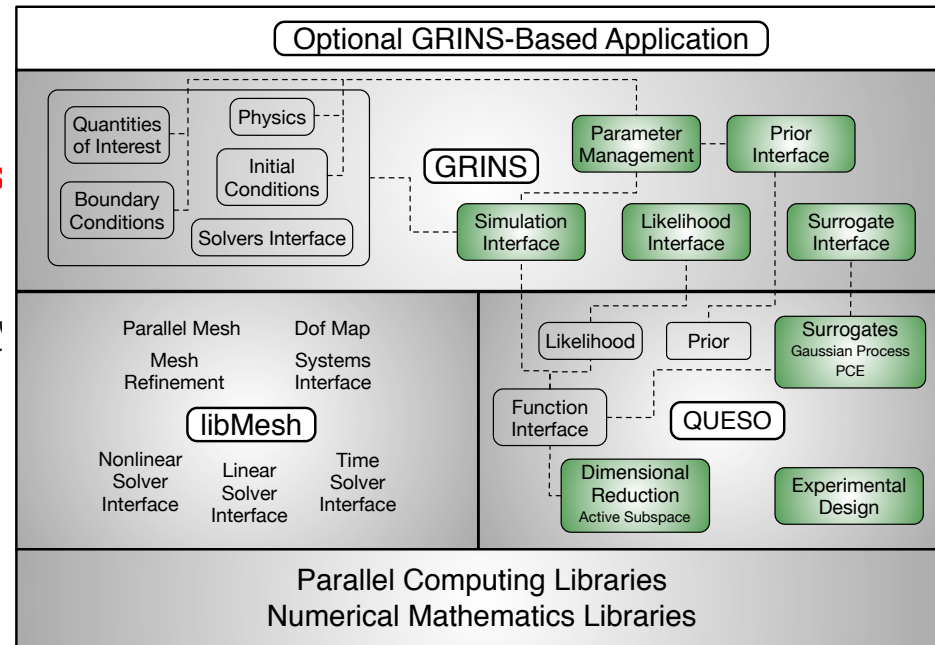 Optional GRINS-Based Application
Quantities
of Interest
Physics
Initial
Conditions
Boundary
Conditions
Solvers Interface
GRINS
Parameter
Management
Prior
Interface
Simulation
Interface
Likelihood
Interface
Surrogate
Interface
Parallel Mesh
Dof Map
Mesh
Refinement
Systems
Interface
libMesh
Nonlinear
Solver
Interface
Linear
Solver
Interface
Time
Solver
Interface
Likelihood
Prior
Surrogates
Gaussian Process
PCE
Function
Interface
QUESO
Dimensional
Reduction
Active Subspace
Experimental
Design
Parallel Computing Libraries
Numerical Mathematics Libraries